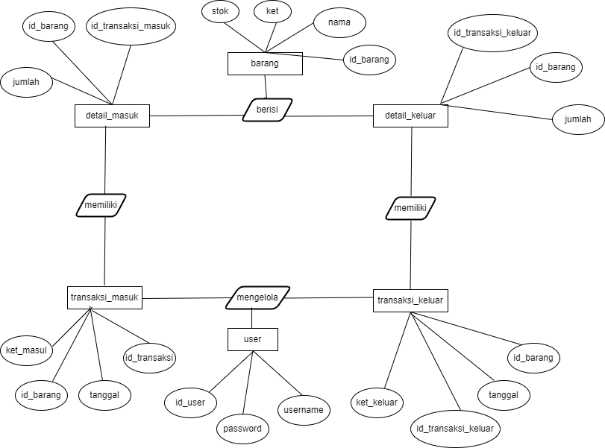 stok
ket
nama
id_barang
id_transaksi_masuk
id_transaksi_keluar
jumlah
barang
id_barang
id_barang
detail_masuk
berisi
detail_keluar
jumlah
memiliki
memiliki
transaksi_masuk
mengelola
transaksi_keluar
user
ket_masul
id_transaksi
id_barang
id_barang
tanggal
id_user
username
ket_keluar
tanggal
password
id_transaksi_keluar